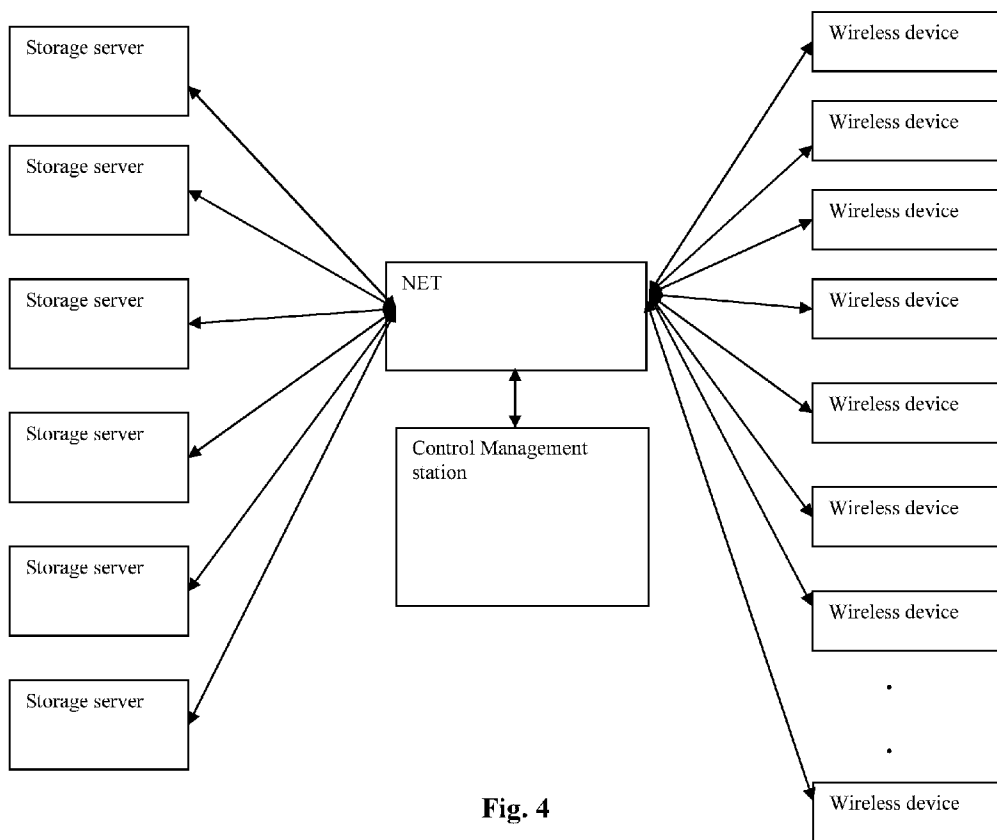 Storage server
Storage server
Storage server
Storage server
Storage server
Storage server
NET
Control Management
station
Wireless device
Wireless device
Wireless device
Wireless device
Wireless device
Wireless device
Wireless device
Wireless device
Fig. 4